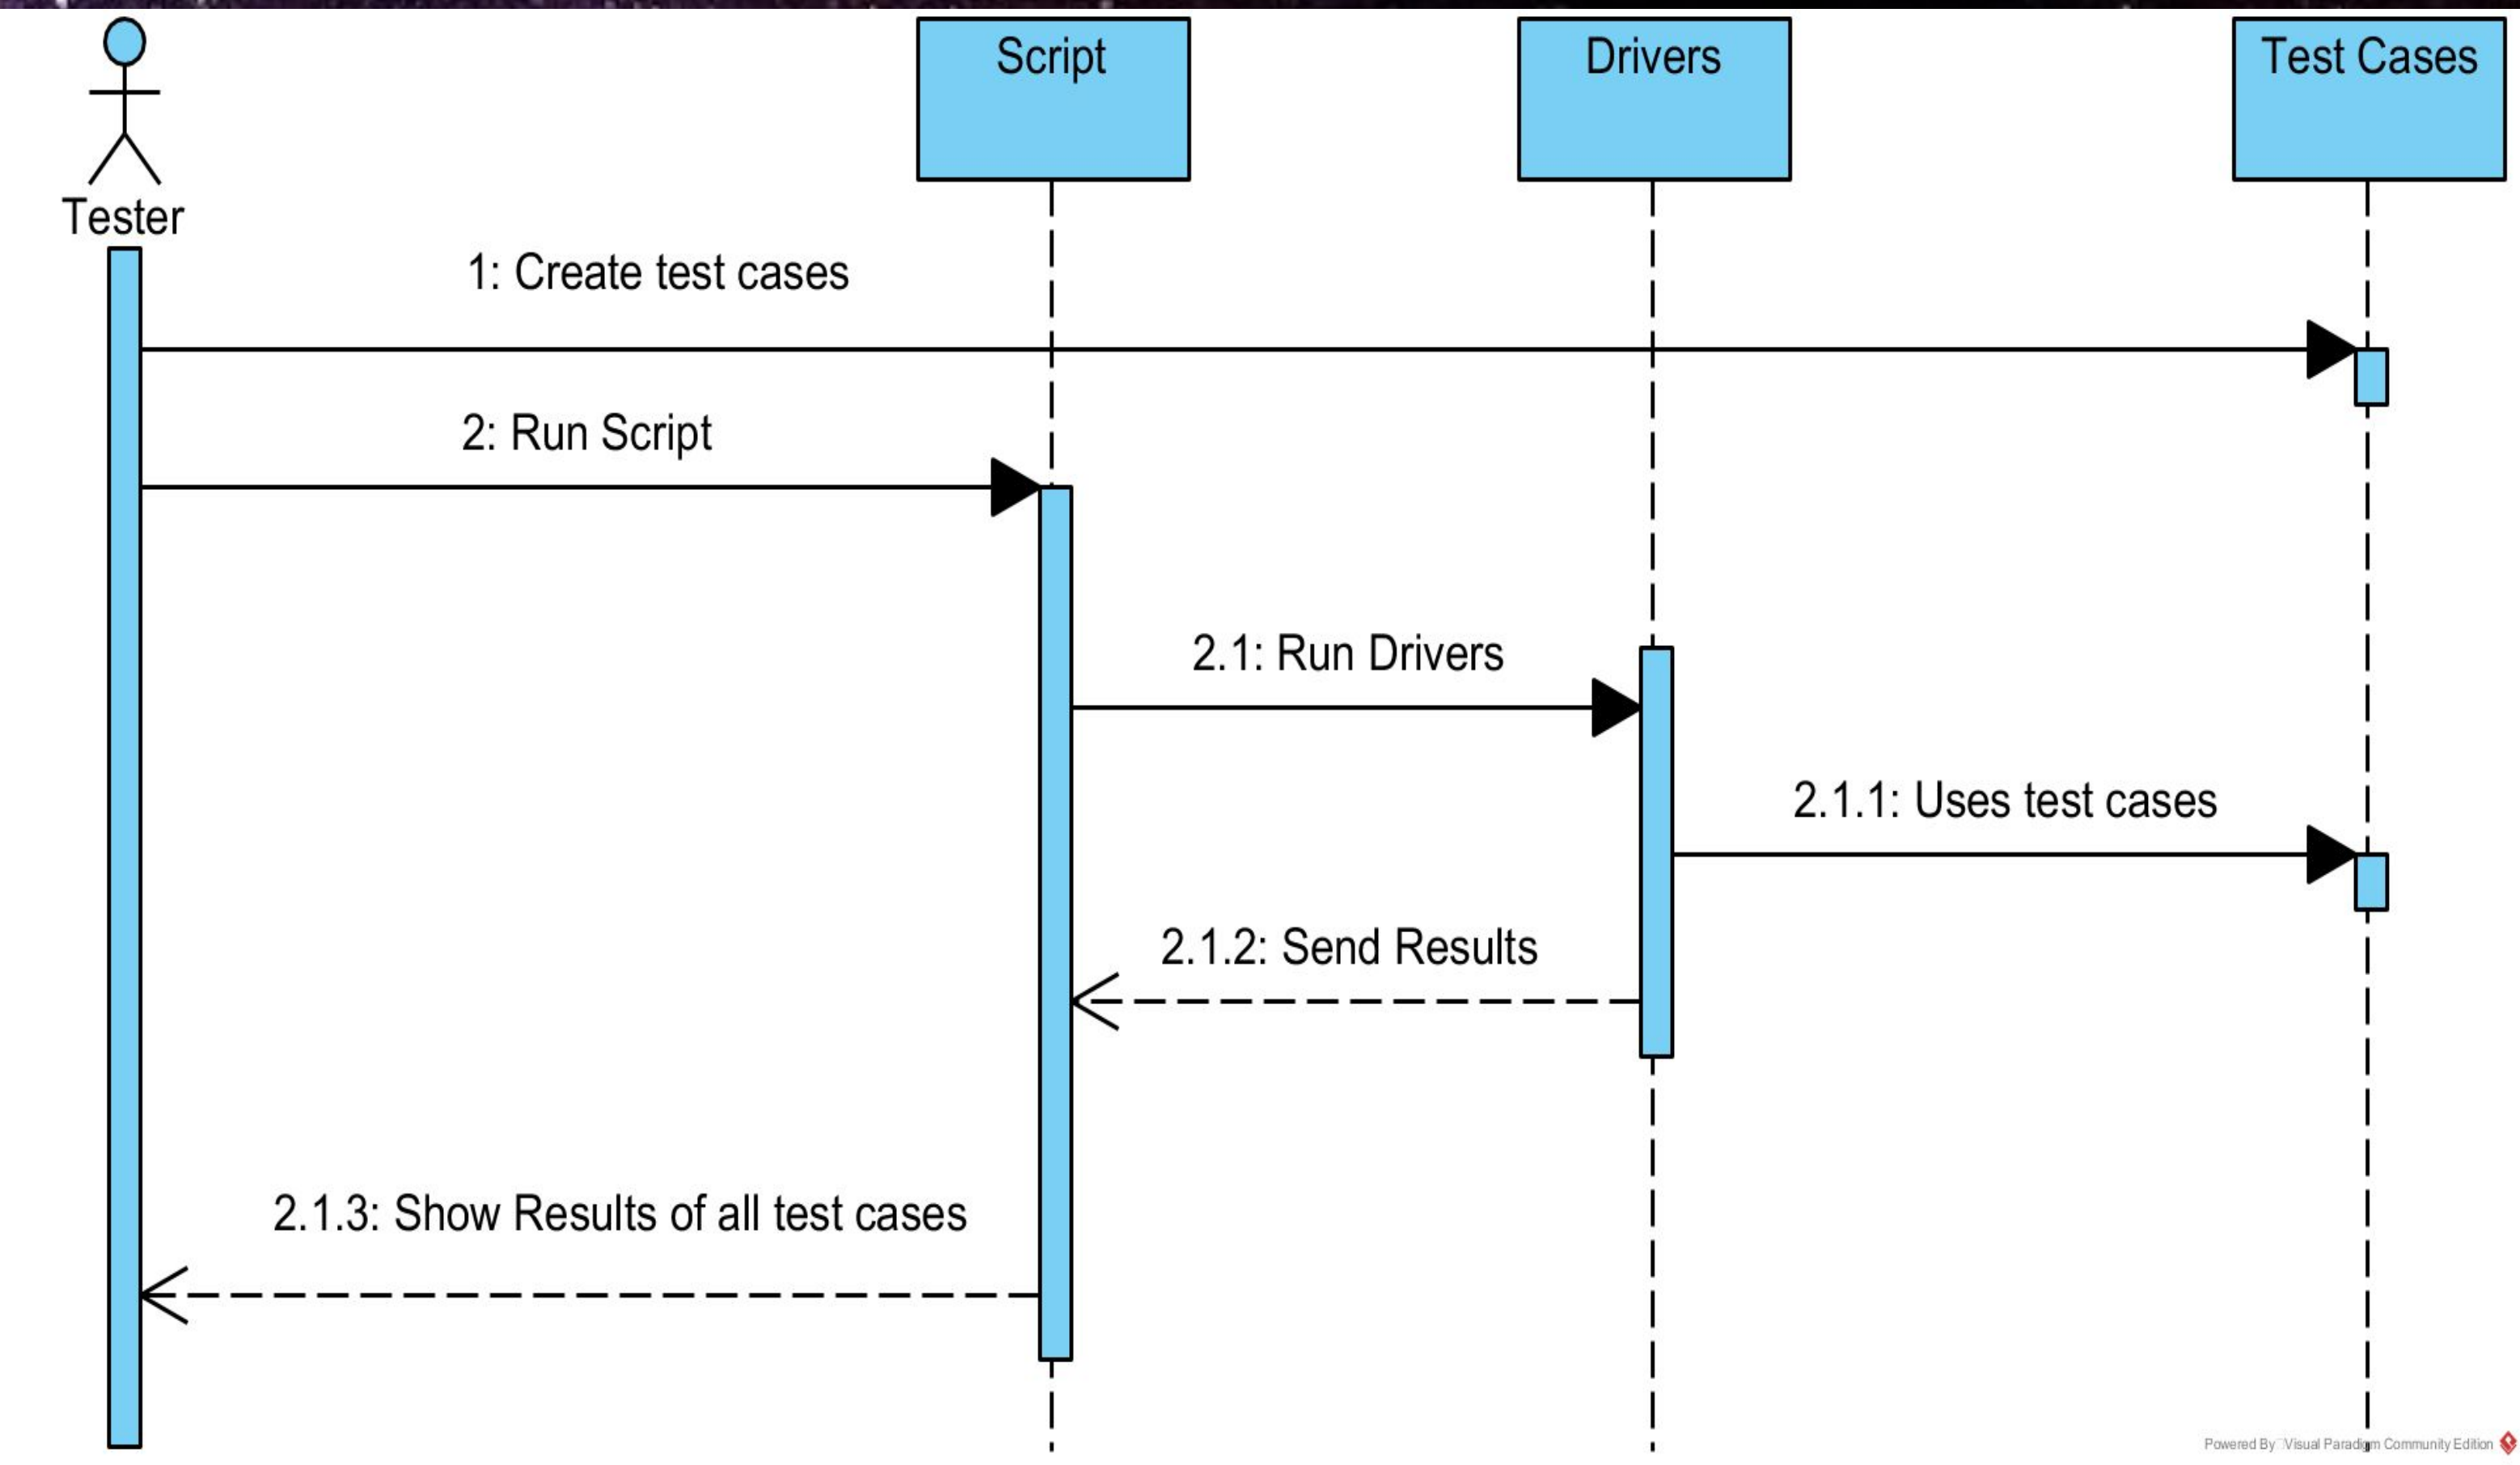 Script
Drivers
Test Cases
Tester
1: Create test cases
2: Run Script
2.1: Run Drivers
2.1.1: Uses test cases
2.1.2: Send Results
2.1.3: Show Results of all test cases
Powered By Visual Paradigm Community Edition